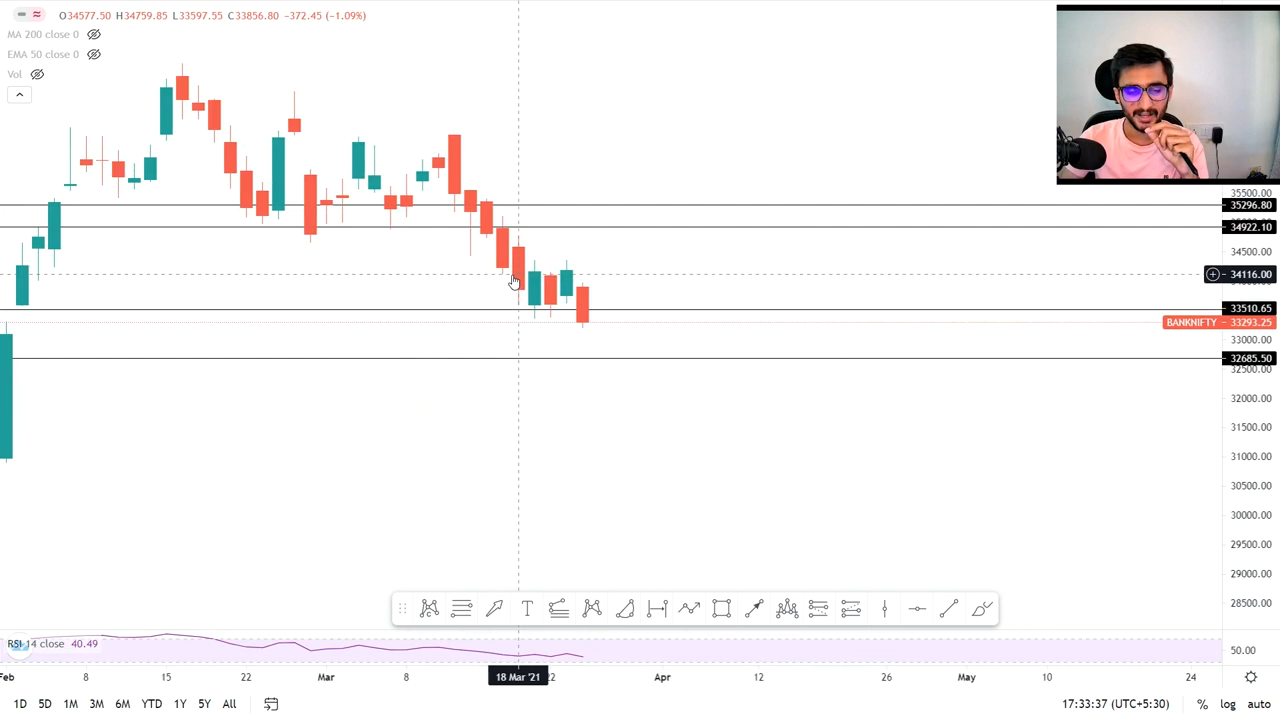 O34577.50 H34759.85 L33597.55 C33856.80 −372.45 (−1.09%)
MA 200 close 0
EMA 50 close 0
Vol
35500.00
35296.80
34922.10
34500.00
34116.00
33510.65
BANKNIFTY 33293.25
33000.00
32685.50
32500.00
32000.00
31500.00
31000.00
30500.00
30000.00
29500.00
29000.00
28500.00
RSI 14 close 40.49
50.00
Feb 8 15 22 Mar 8 18 Mar '21 22 Apr 12 26 May 10 24
1D 5D 1M 3M 6M YTD 1Y 5Y All 17:33:37 (UTC+5:30) % log auto